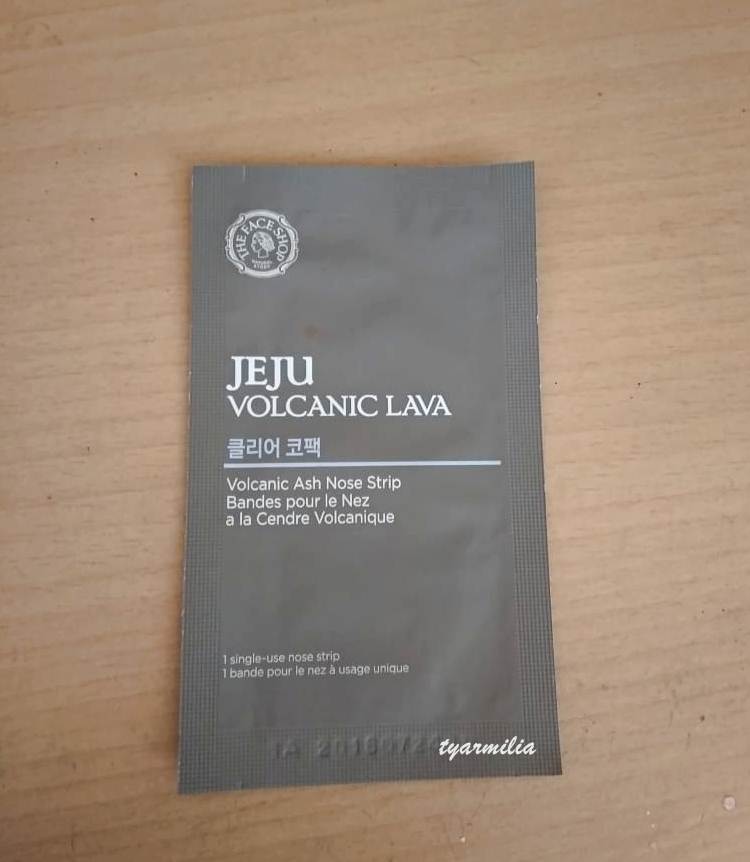 THE FACE SHOP
JEJU
VOLCANIC LAVA
클리어 코팩
Volcanic Ash Nose Strip
Bandes pour le Nez
a la Cendre Volcanique
1 single-use nose strip
1 bande pour le nez à usage unique
tyarmilia